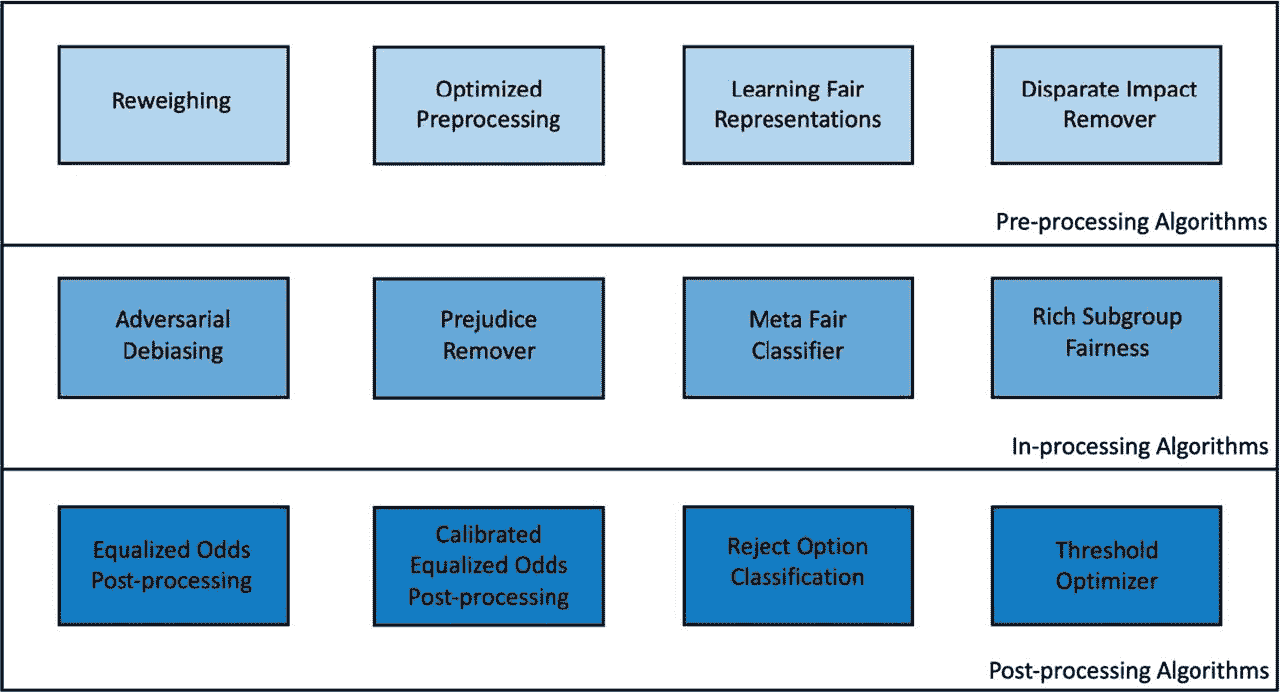 Reweighing
Optimized
Preprocessing
Learning Fair
Representations
Disparate Impact
Remover
Pre-processing Algorithms
Adversarial
Debiasing
Prejudice
Remover
Meta Fair
Classifier
Rich Subgroup
Fairness
In-processing Algorithms
Equalized Odds
Post-processing
Calibrated
Equalized Odds
Post-processing
Reject Option
Classification
Threshold
Optimizer
Post-processing Algorithms